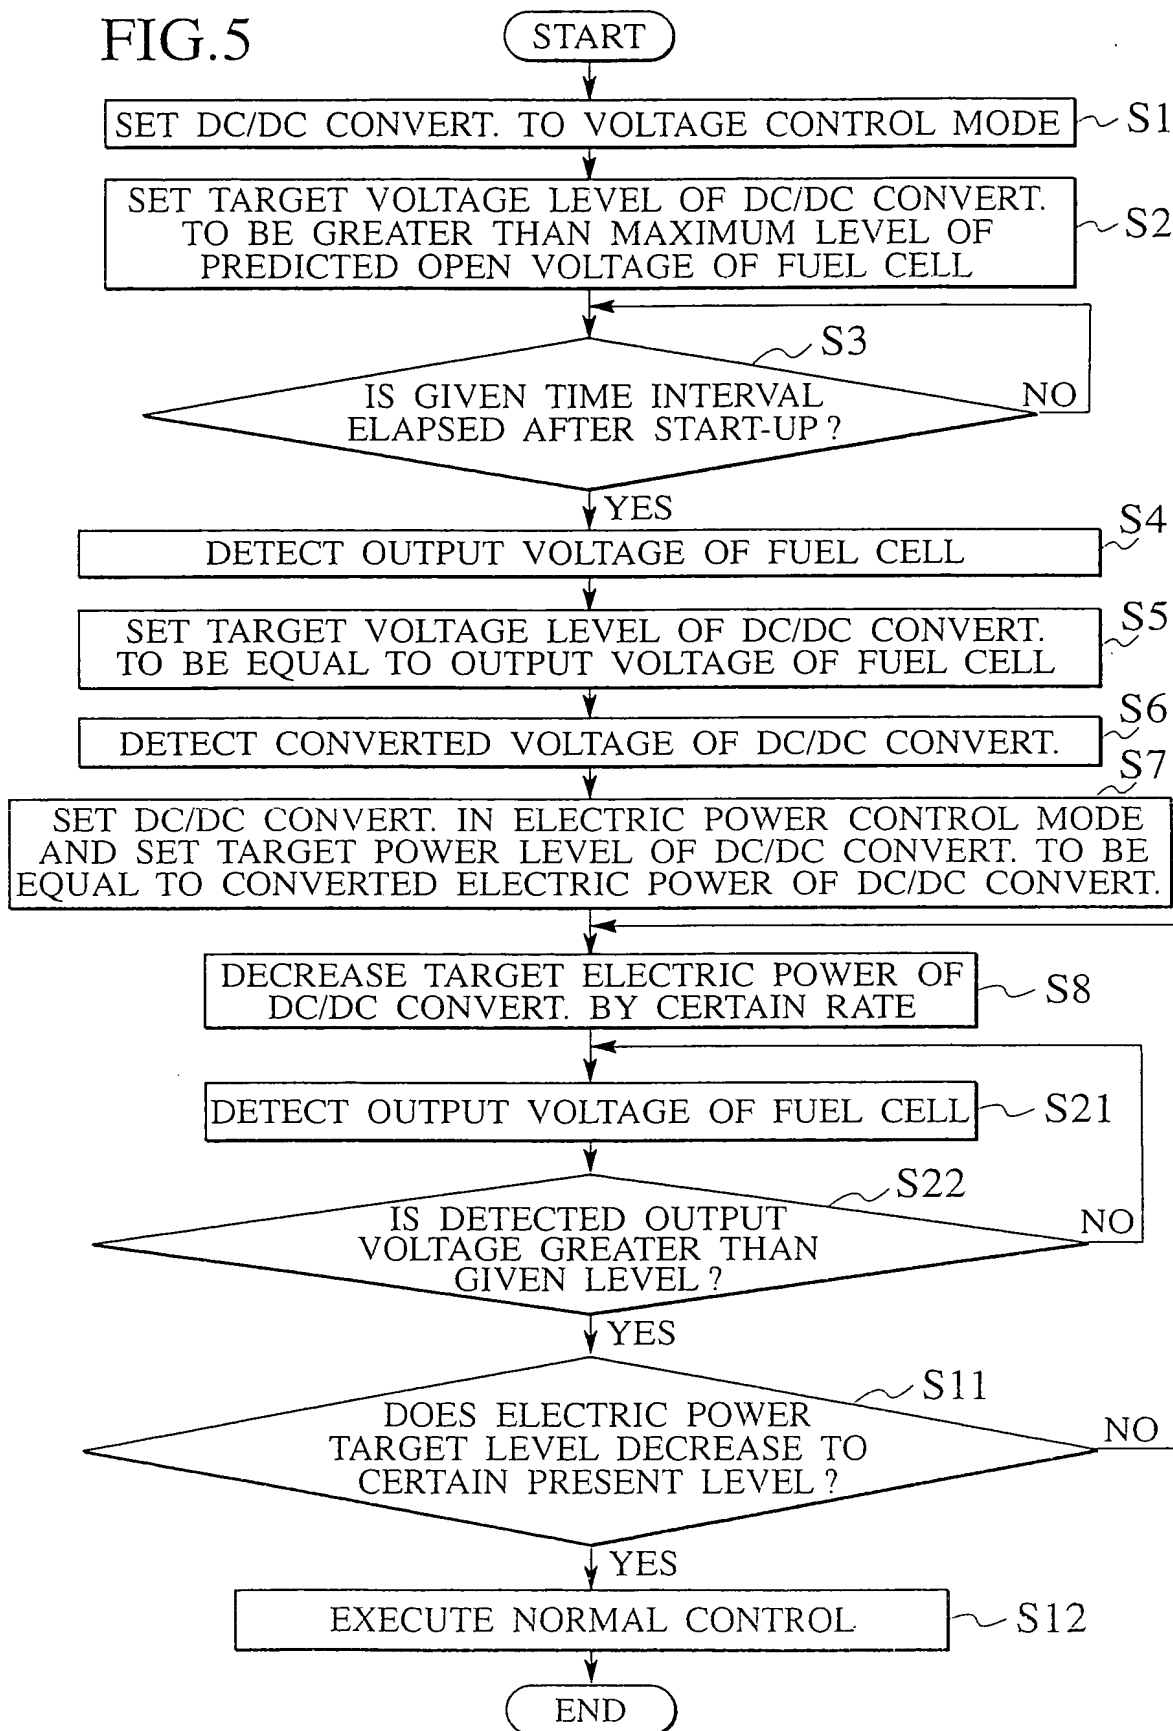 FIG.5
START
SET DC/DC CONVERT. TO VOLTAGE CONTROL MODE
S1
SET TARGET VOLTAGE LEVEL OF DC/DC CONVERT.
TO BE GREATER THAN MAXIMUM LEVEL OF
PREDICTED OPEN VOLTAGE OF FUEL CELL
S2
S3
IS GIVEN TIME INTERVAL
ELAPSED AFTER START-UP?
NO
YES
S4
DETECT OUTPUT VOLTAGE OF FUEL CELL
S5
SET TARGET VOLTAGE LEVEL OF DC/DC CONVERT.
TO BE EQUAL TO OUTPUT VOLTAGE OF FUEL CELL
S6
DETECT CONVERTED VOLTAGE OF DC/DC CONVERT.
S7
SET DC/DC CONVERT. IN ELECTRIC POWER CONTROL MODE
AND SET TARGET POWER LEVEL OF DC/DC CONVERT. TO BE
EQUAL TO CONVERTED ELECTRIC POWER OF DC/DC CONVERT.
DECREASE TARGET ELECTRIC POWER OF
DC/DC CONVERT. BY CERTAIN RATE
S8
DETECT OUTPUT VOLTAGE OF FUEL CELL
S21
S22
IS DETECTED OUTPUT
VOLTAGE GREATER THAN
GIVEN LEVEL?
NO
YES
S11
DOES ELECTRIC POWER
TARGET LEVEL DECREASE TO
CERTAIN PRESENT LEVEL?
NO
YES
EXECUTE NORMAL CONTROL
S12
END